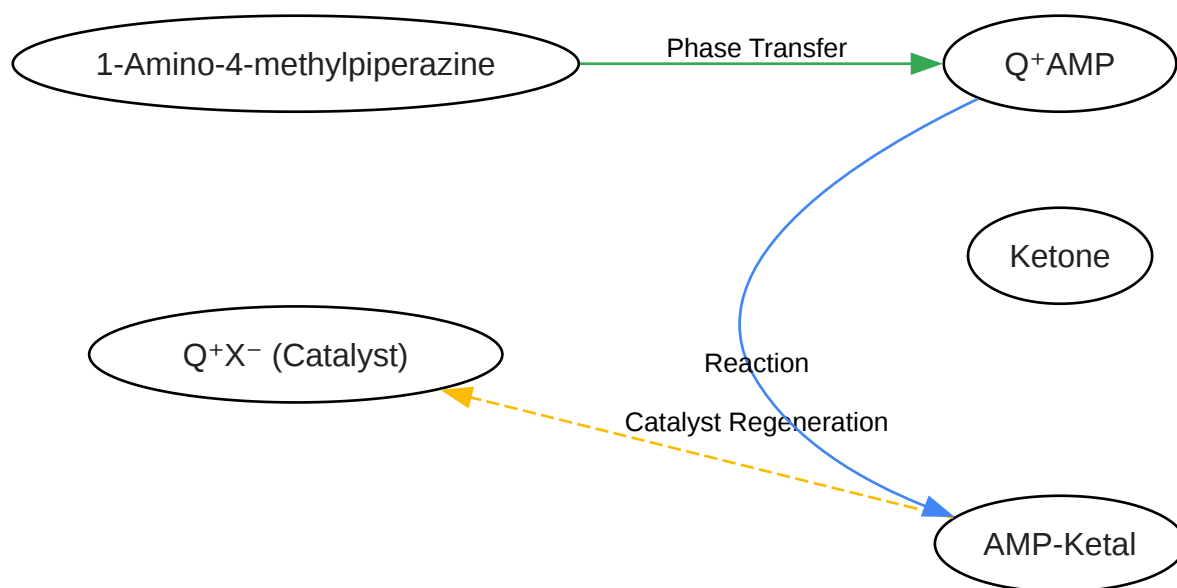 1-Amino-4-methylpiperazine
Phase Transfer
Q⁺AMP
Ketone
Q⁺X⁻ (Catalyst)
Reaction
Catalyst Regeneration
AMP-Ketal